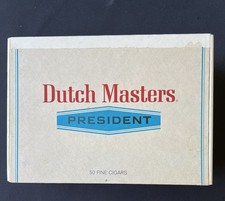 Dutch Masters®
PRESIDENT
50 FINE CIGARS